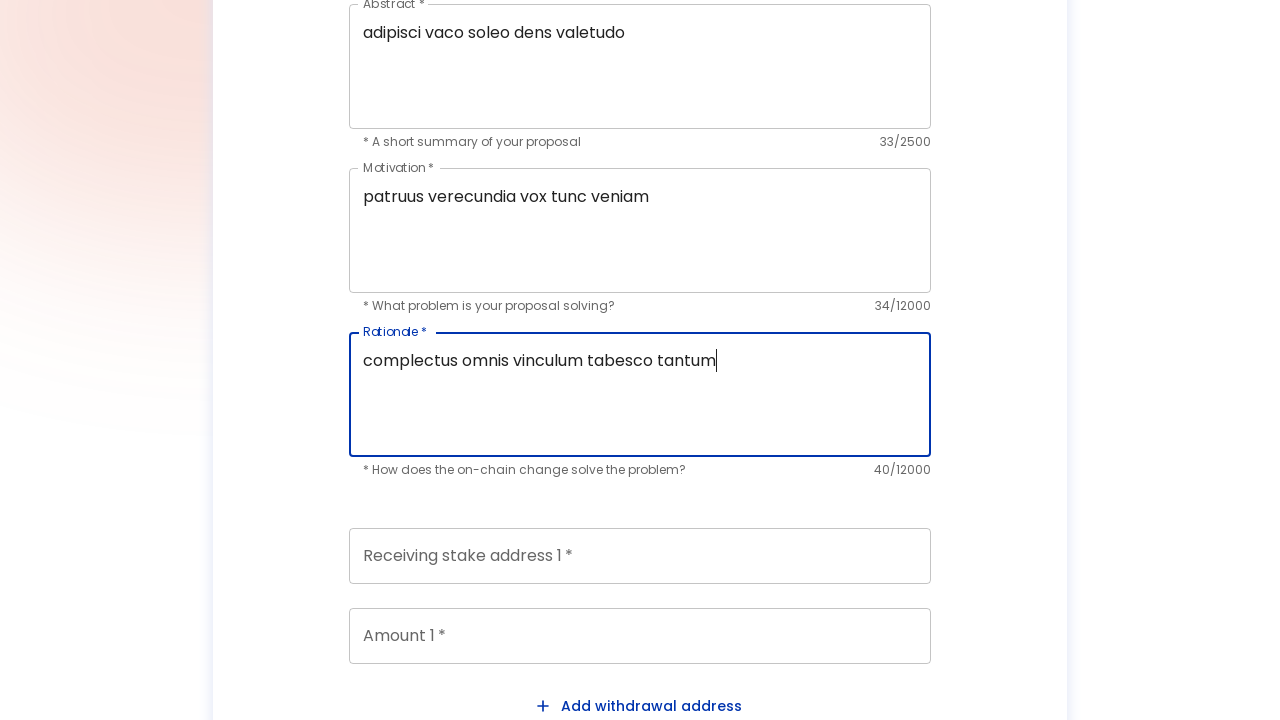 Abstract *
adipisci vaco soleo dens valetudo
* A short summary of your proposal 33/2500
Motivation *
patruus verecundia vox tunc veniam
* What problem is your proposal solving? 34/12000
Rationale *
complectus omnis vinculum tabesco tantum
* How does the on-chain change solve the problem? 40/12000
Receiving stake address 1 *
Amount 1 *
+ Add withdrawal address